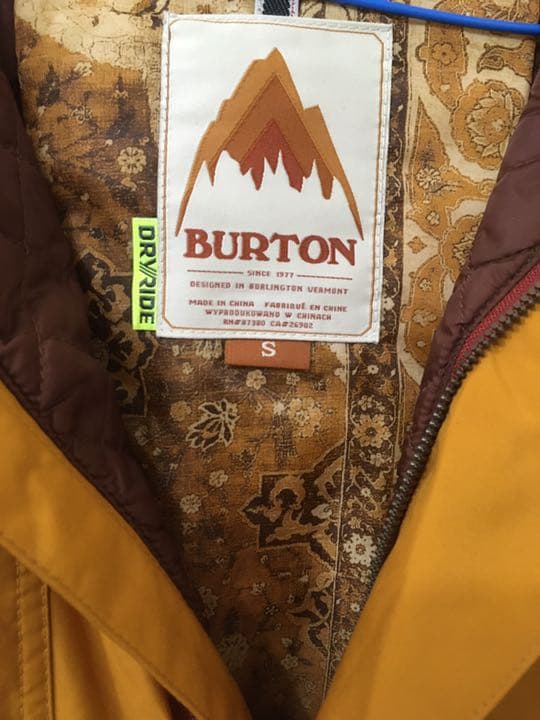 BURTON
SINCE 1977
DESIGNED IN BURLINGTON VERMONT
MADE IN CHINA FABRIQUÉ EN CHINE
WYPRODUKOWANO W CHINACH
RN#87380 CA#26902
S
DRY//RIDE